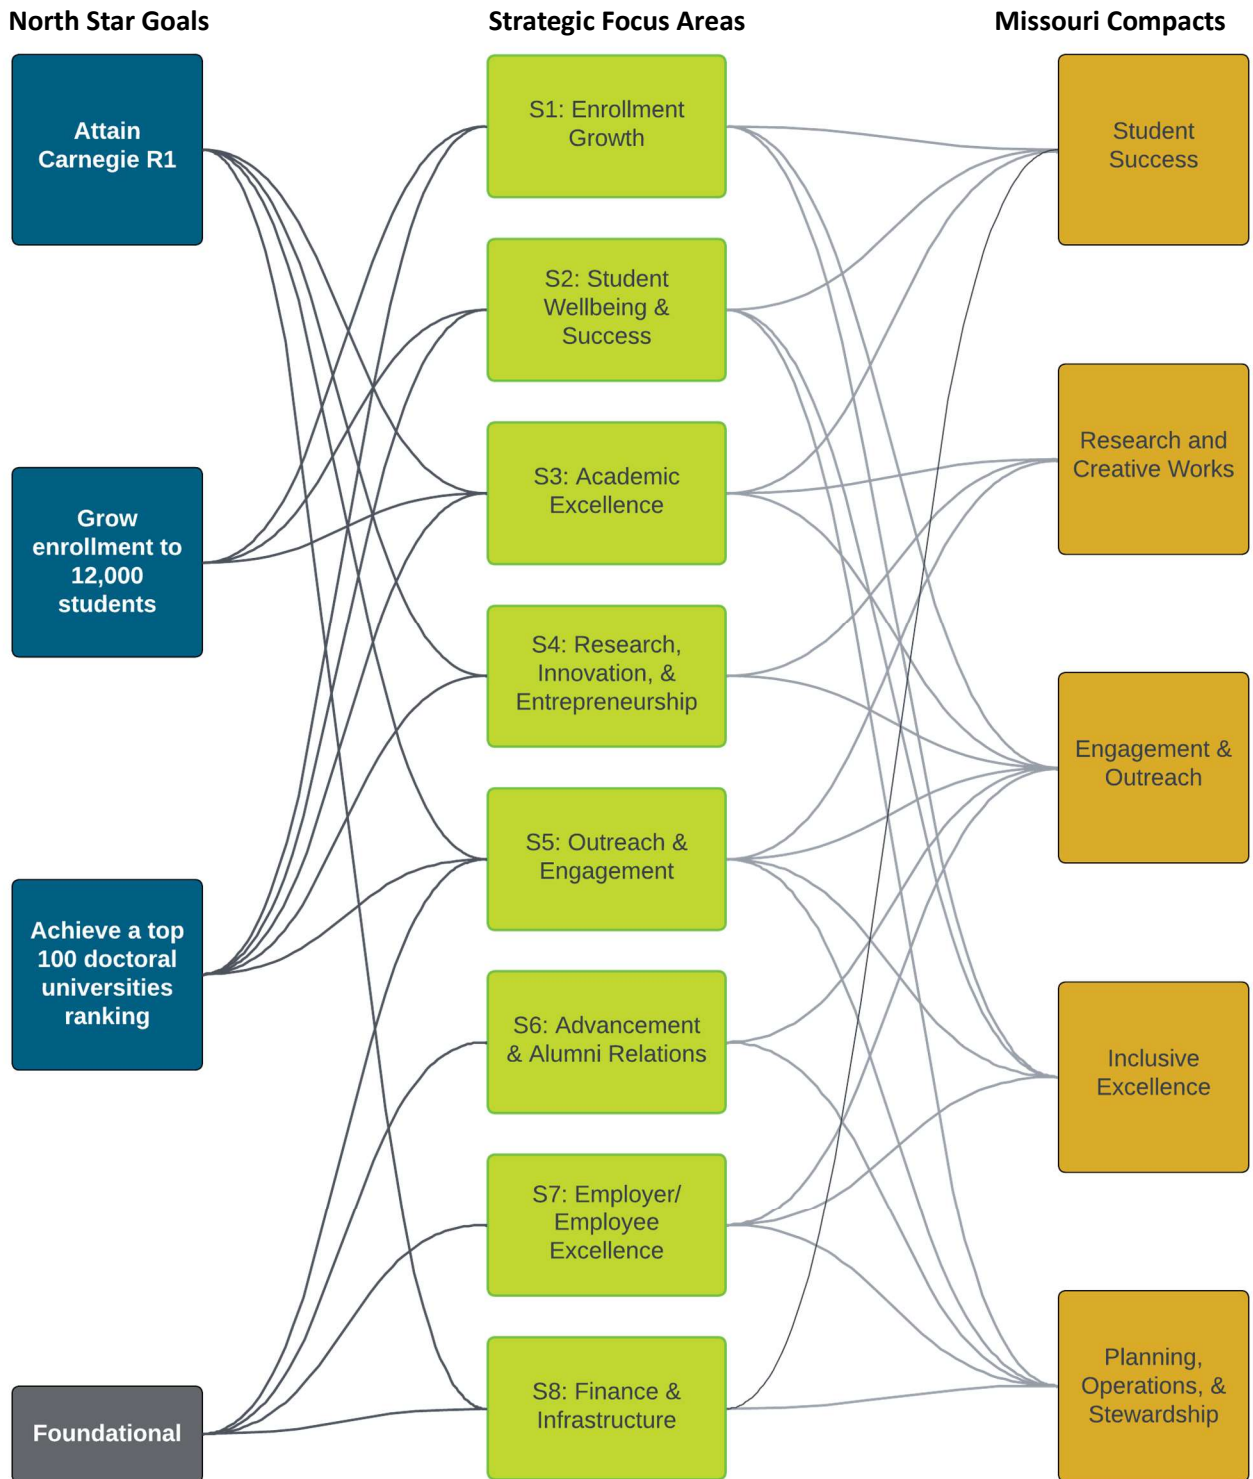 North Star Goals
Strategic Focus Areas
Missouri Compacts
Attain
Carnegie R1
Grow
enrollment to
12,000
students
Achieve a top
100 doctoral
universities
ranking
Foundational
S1: Enrollment
Growth
S2: Student
Wellbeing &
Success
S3: Academic
Excellence
S4: Research,
Innovation, &
Entrepreneurship
S5: Outreach &
Engagement
S6: Advancement
& Alumni Relations
S7: Employer/
Employee
Excellence
S8: Finance &
Infrastructure
Student
Success
Research and
Creative Works
Engagement &
Outreach
Inclusive
Excellence
Planning,
Operations, &
Stewardship